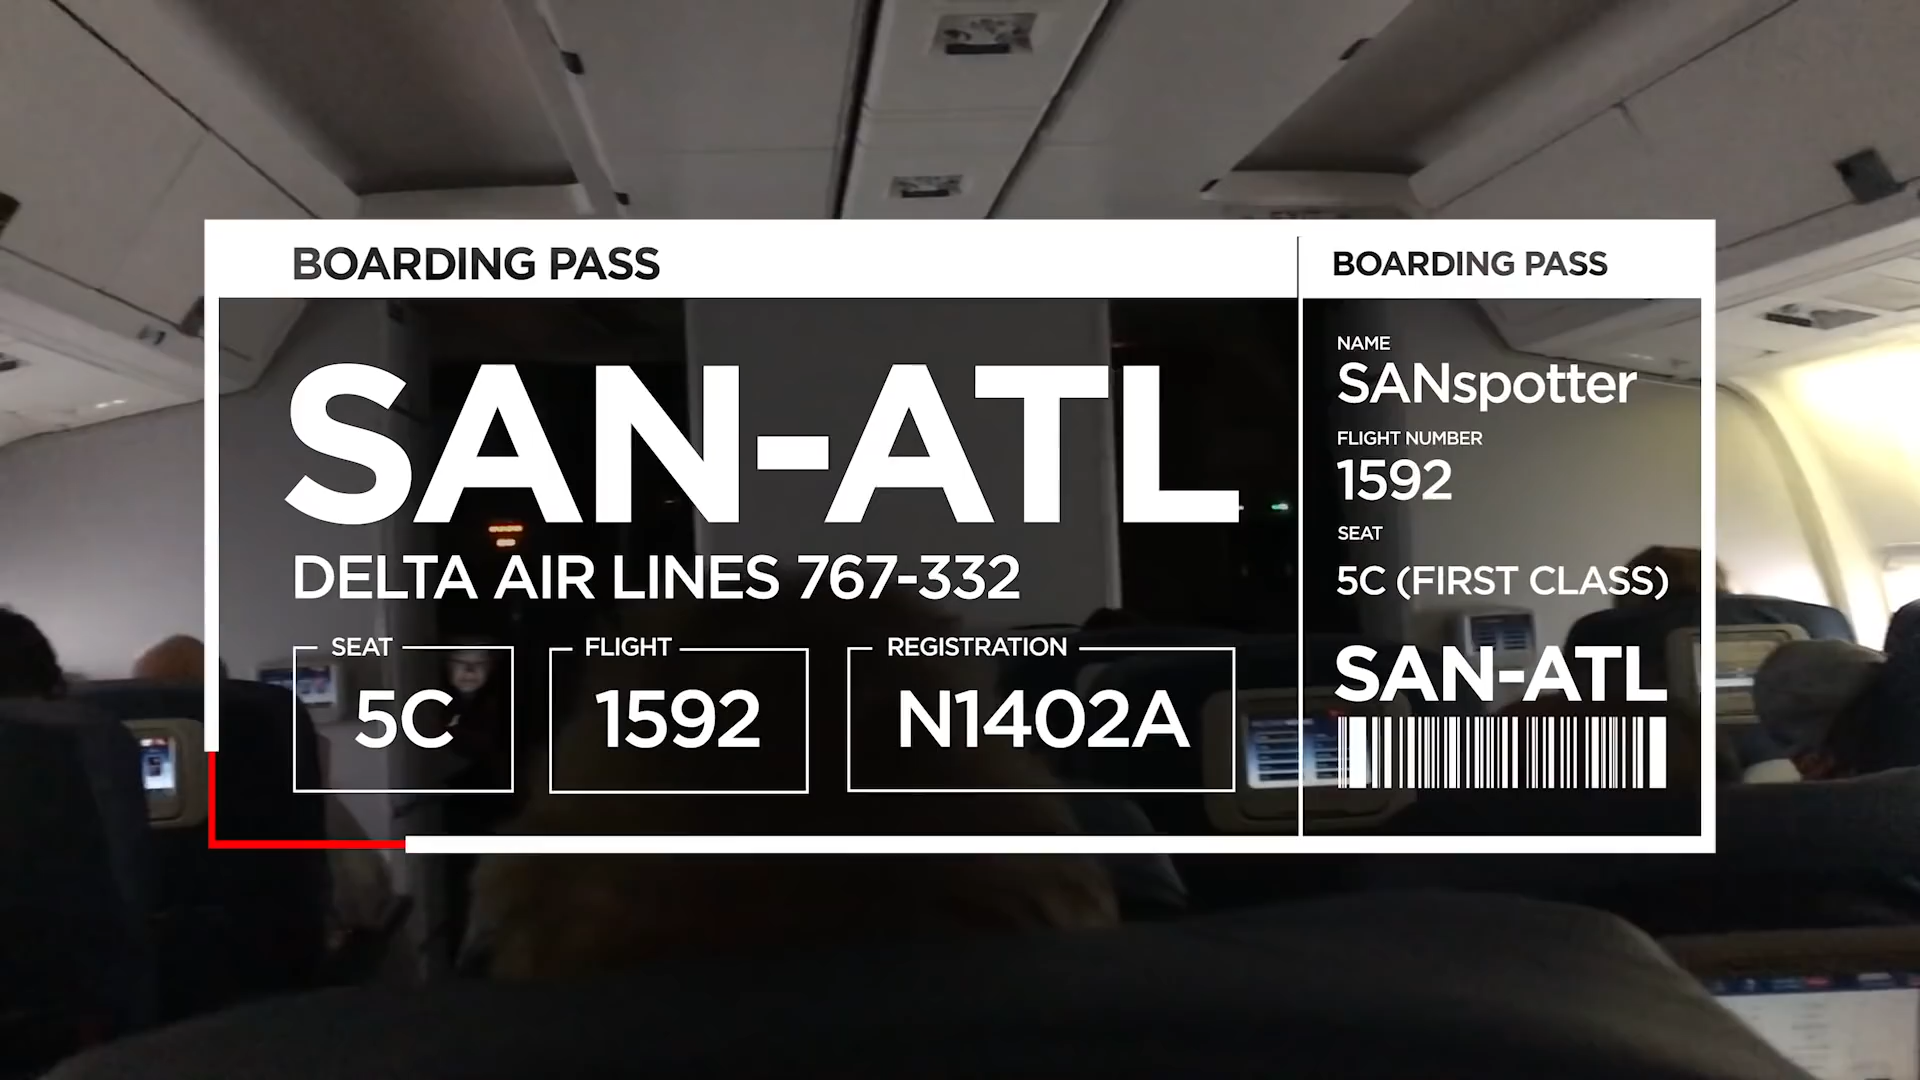 BOARDING PASS
SAN-ATL
DELTA AIR LINES 767-332
SEAT
5C
FLIGHT
1592
REGISTRATION
N1402A
BOARDING PASS
NAME
SANspotter
FLIGHT NUMBER
1592
SEAT
5C (FIRST CLASS)
SAN-ATL